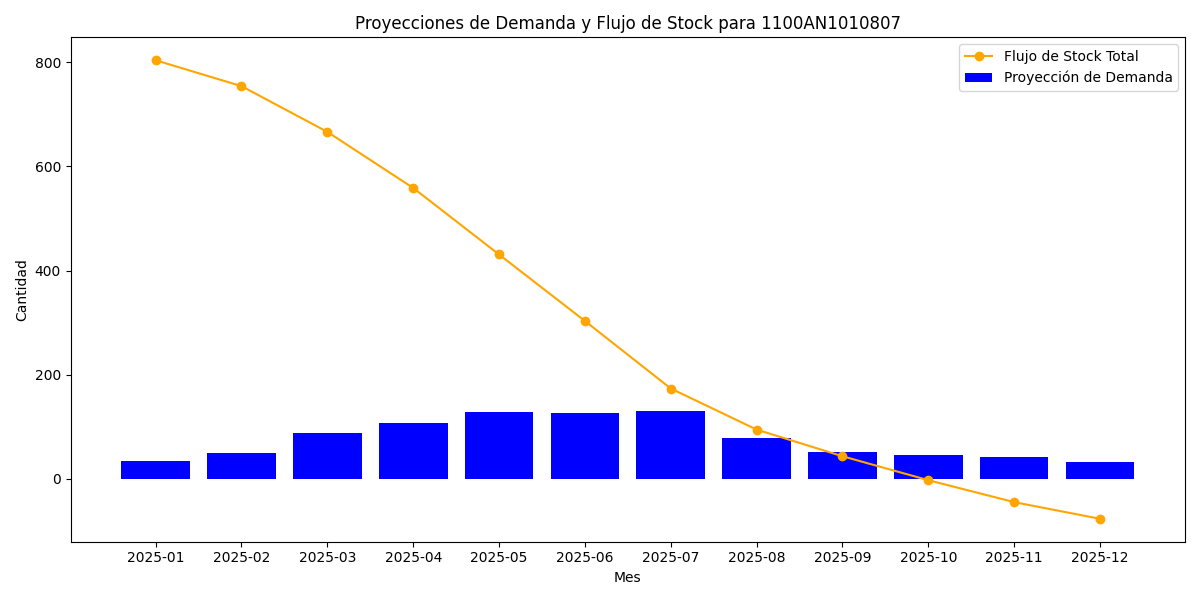 Proyecciones de Demanda y Flujo de Stock para 1100AN1010807
Flujo de Stock Total
Proyección de Demanda
Cantidad
800
600
400
200
0
2025-01 2025-02 2025-03 2025-04 2025-05 2025-06 2025-07 2025-08 2025-09 2025-10 2025-11 2025-12
Mes